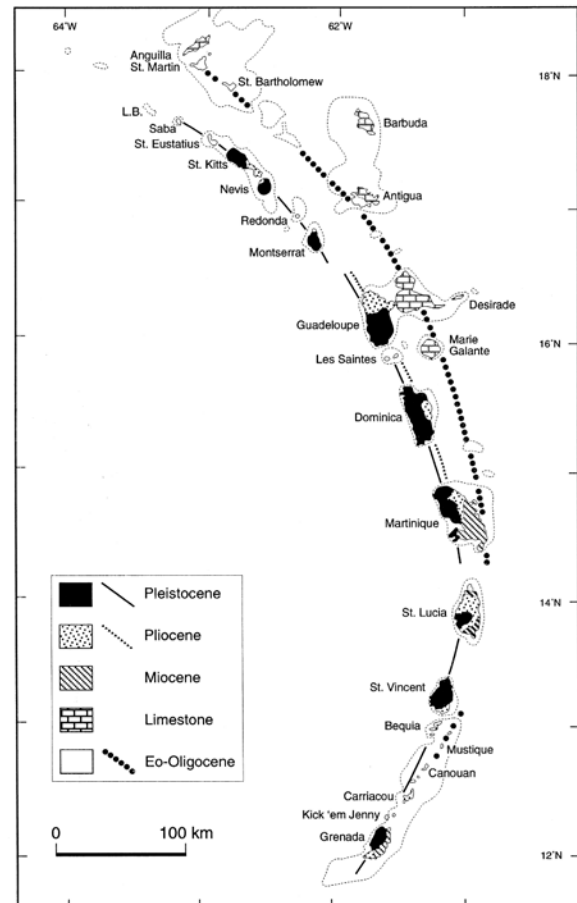 64°W
62°W
18°N
Anguilla
St. Martin
St. Bartholomew
L.B.
Saba
St. Eustatius
St. Kitts
Nevis
Barbuda
Antigua
Redonda
Montserrat
Guadeloupe
Desirade
16°N
Les Saintes
Marie
Galante
Dominica
Martinique
14°N
St. Lucia
St. Vincent
Bequia
Mustique
Canouan
Carriacou
Kick 'em Jenny
Grenada
12°N
Pleistocene
Pliocene
Miocene
Limestone
Eo-Oligocene
0 100 km